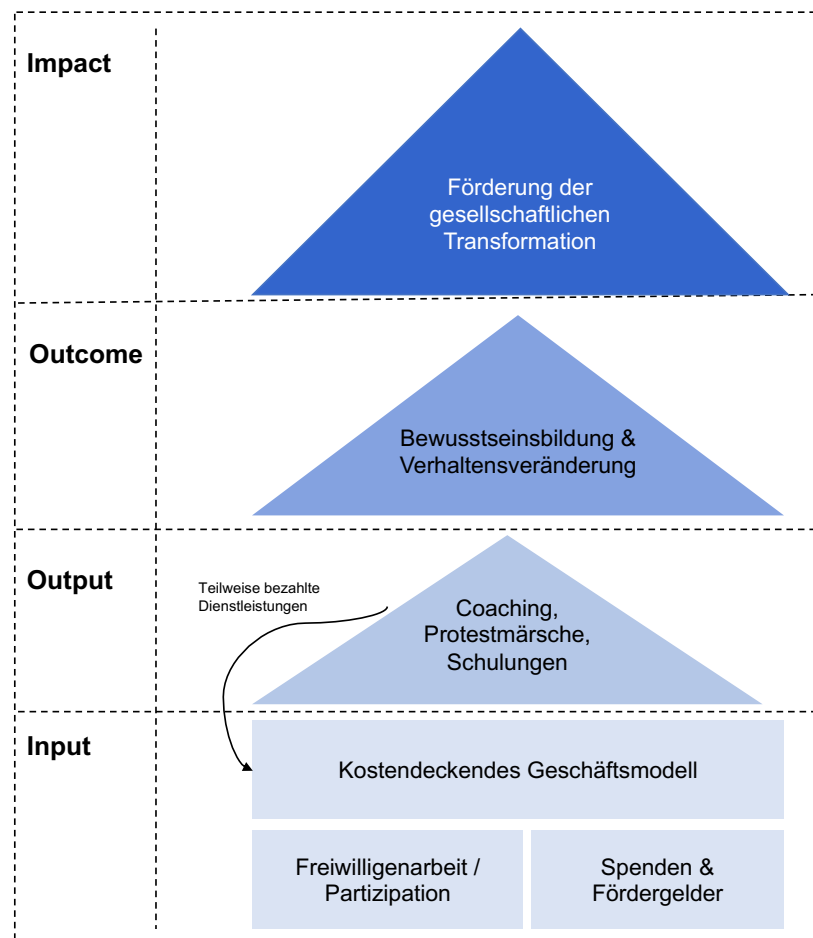 Impact
Förderung der
gesellschaftlichen
Transformation
Outcome
Bewusstseinsbildung &
Verhaltensveränderung
Output
Teilweise bezahlte
Dienstleistungen
Coaching,
Protestmärsche,
Schulungen
Input
Kostendeckendes Geschäftsmodell
Freiwilligenarbeit /
Partizipation
Spenden &
Fördergelder